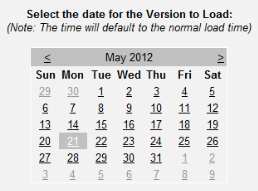 Select the date for the Version to Load:
(Note: The time will default to the normal load time)
< May 2012 >
Sun Mon Tue Wed Thu Fri Sat
29 30 1 2 3 4 5
6 7 8 9 10 11 12
13 14 15 16 17 18 19
20 21 22 23 24 25 26
27 28 29 30 31 1 2
3 4 5 6 7 8 9